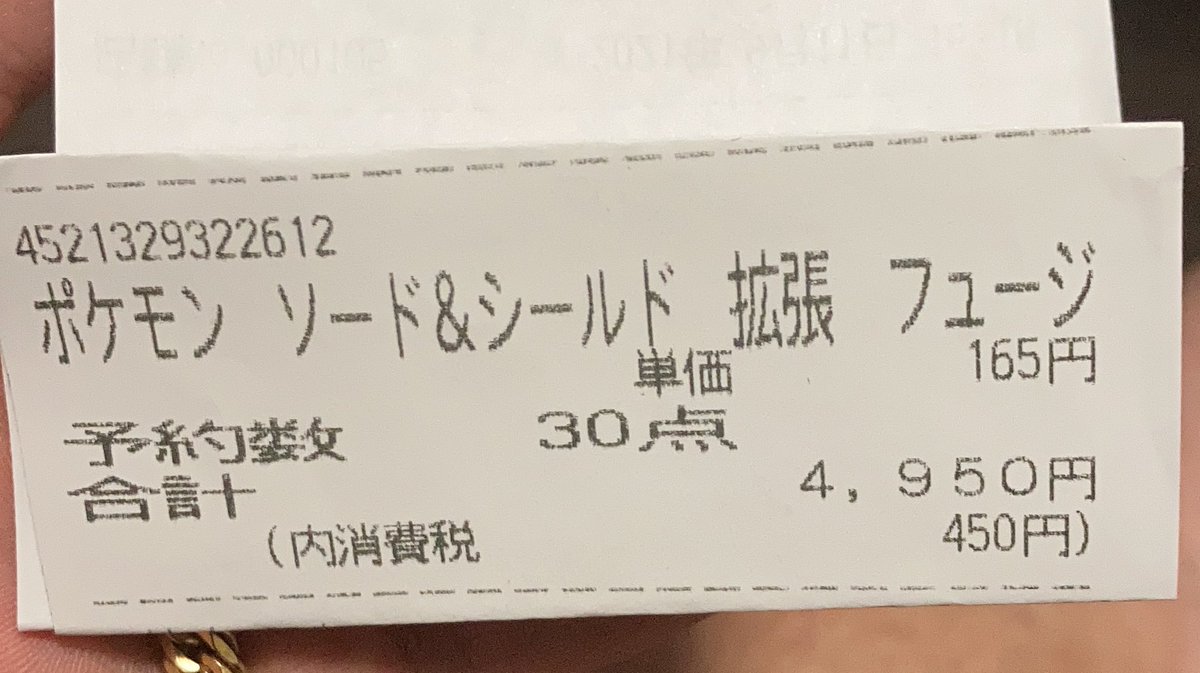 4521329322612
ポケモン ソード&シールド 拡張 フュージ
単価 165円
予約数 30点
合計 4,950円
(内消費税 450円)